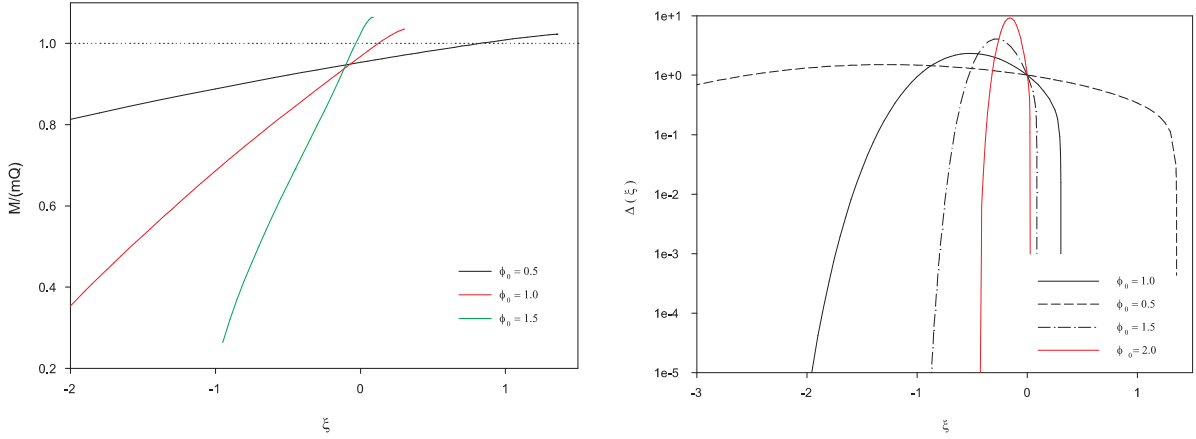 M/(mQ)
1.0
0.8
0.6
0.4
0.2
-2
-1
0
1
ξ
ϕ₀ = 0.5
ϕ₀ = 1.0
ϕ₀ = 1.5
Δ ( ξ )
1e+1
1e+0
1e-1
1e-2
1e-3
1e-4
1e-5
-3
-2
-1
0
1
ξ
ϕ₀ = 1.0
ϕ₀ = 0.5
ϕ₀ = 1.5
ϕ₀ = 2.0